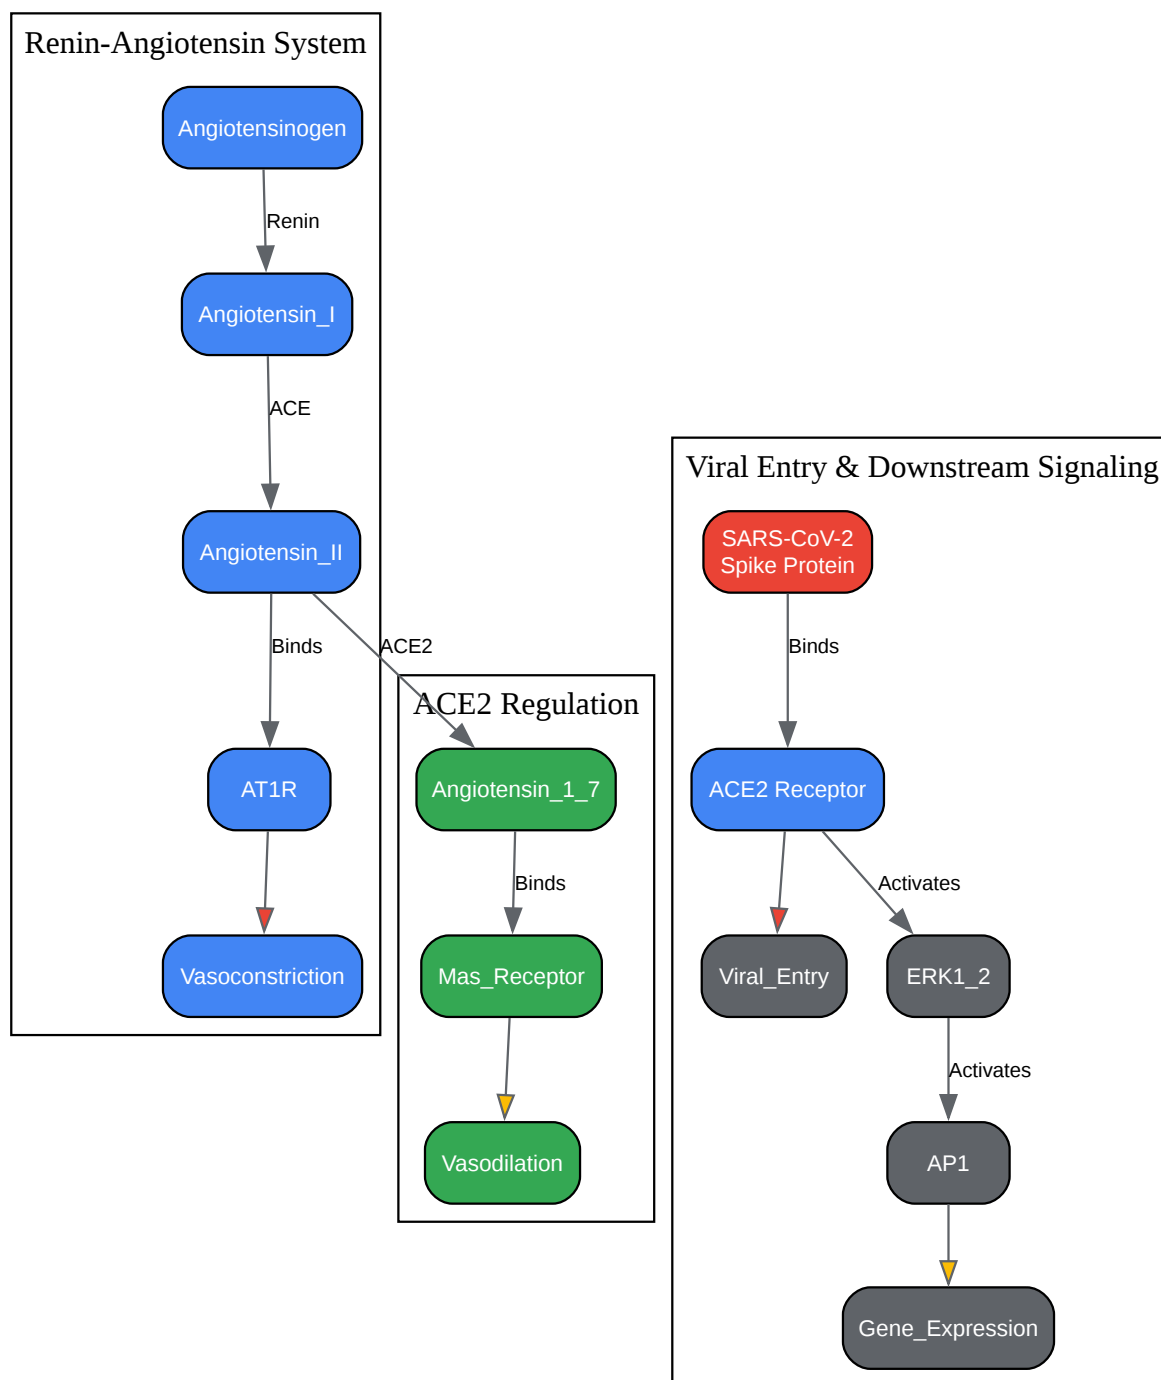 Renin-Angiotensin System
Angiotensinogen
Renin
Angiotensin_I
ACE
Angiotensin_II
Binds
ACE2
AT1R
Vasoconstriction
ACE2 Regulation
Angiotensin_1_7
Binds
Mas_Receptor
Vasodilation
Viral Entry & Downstream Signaling
SARS-CoV-2
Spike Protein
Binds
ACE2 Receptor
Activates
Viral_Entry
ERK1_2
Activates
AP1
Gene_Expression